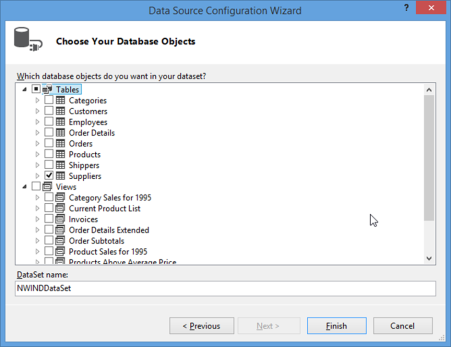 Data Source Configuration Wizard
?
Choose Your Database Objects
Which database objects do you want in your dataset?
Tables
Categories
Customers
Employees
Order Details
Orders
Products
Shippers
Suppliers
Views
Category Sales for 1995
Current Product List
Invoices
Order Details Extended
Order Subtotals
Product Sales for 1995
Products Above Average Price
DataSet name:
NWINDDataSet
< Previous
Next >
Finish
Cancel